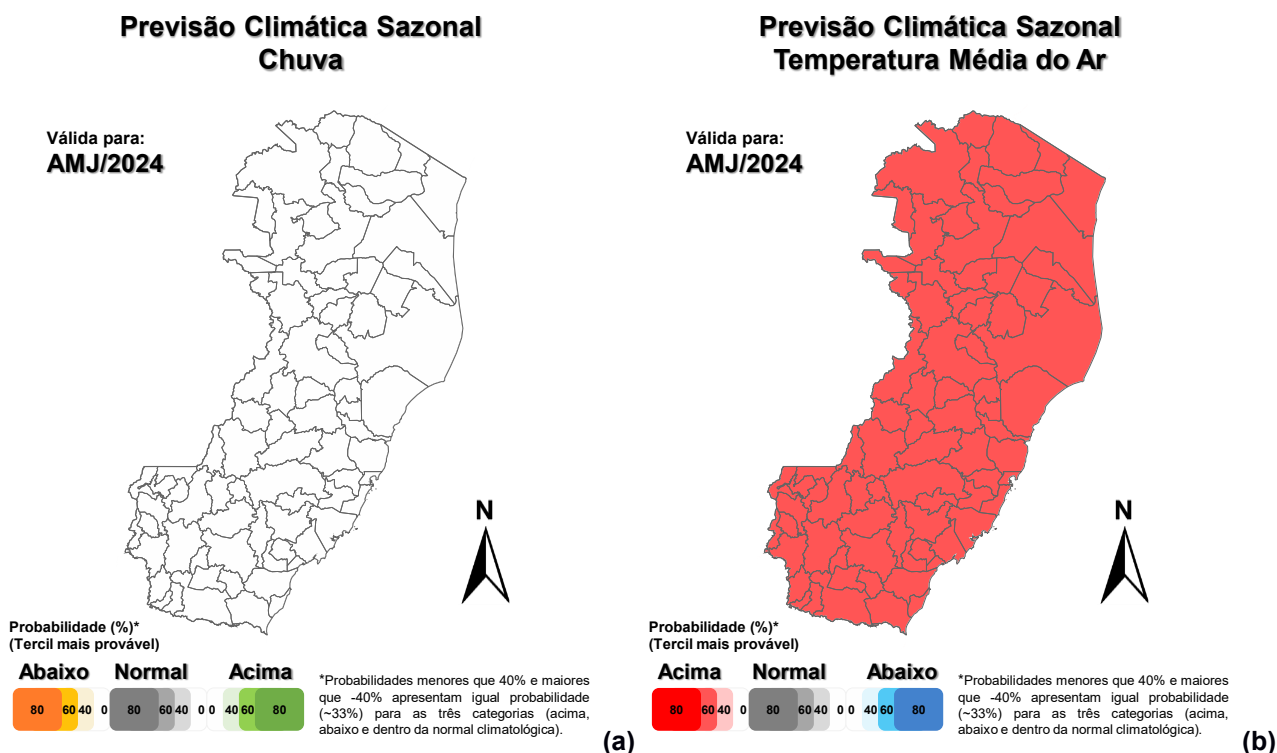 Previsão Climática Sazonal
Chuva
Válida para:
AMJ/2024
N
Probabilidade (%)*
(Tercil mais provável)
Abaixo Normal Acima
80 60 40 0 80 60 40 0 0 40 60 80
*Probabilidades menores que 40% e maiores
que -40% apresentam igual probabilidade
(~33%) para as três categorias (acima,
abaixo e dentro da normal climatológica).
(a)
Previsão Climática Sazonal
Temperatura Média do Ar
Válida para:
AMJ/2024
N
Probabilidade (%)*
(Tercil mais provável)
Acima Normal Abaixo
80 60 40 0 80 60 40 0 0 40 60 80
*Probabilidades menores que 40% e maiores
que -40% apresentam igual probabilidade
(~33%) para as três categorias (acima,
abaixo e dentro da normal climatológica).
(b)